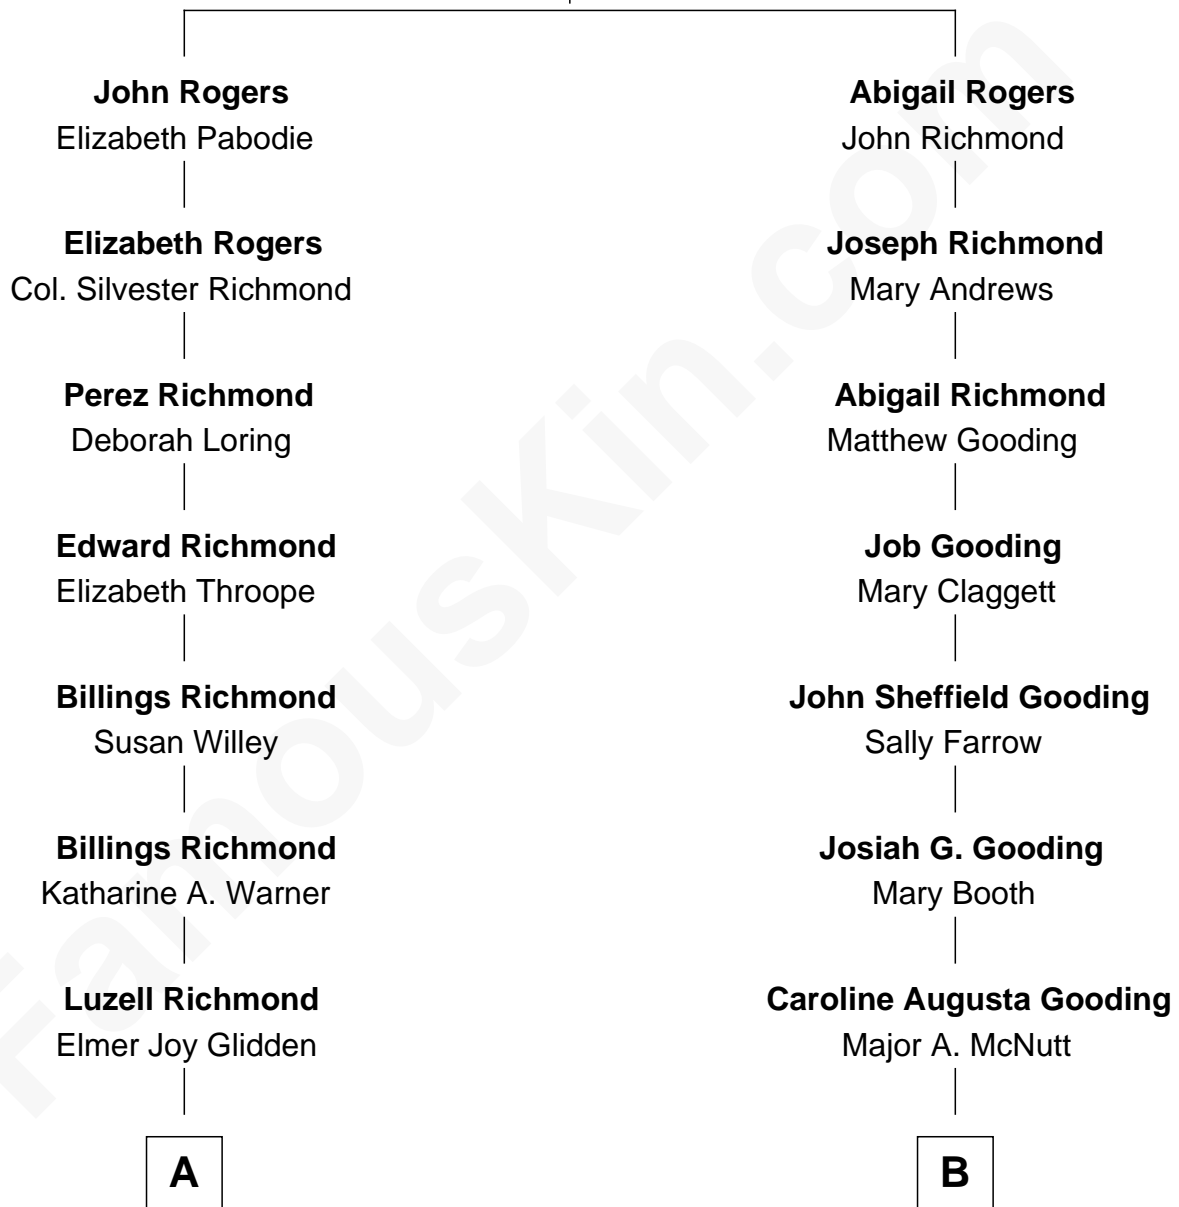 John Rogers
Elizabeth Pabodie
Elizabeth Rogers
Col. Silvester Richmond
Perez Richmond
Deborah Loring
Edward Richmond
Elizabeth Throope
Billings Richmond
Susan Willey
Billings Richmond
Katharine A. Warner
Luzell Richmond
Elmer Joy Glidden
A
Abigail Rogers
John Richmond
Joseph Richmond
Mary Andrews
Abigail Richmond
Matthew Gooding
Job Gooding
Mary Claggett
John Sheffield Gooding
Sally Farrow
Josiah G. Gooding
Mary Booth
Caroline Augusta Gooding
Major A. McNutt
B
FamousKin.com